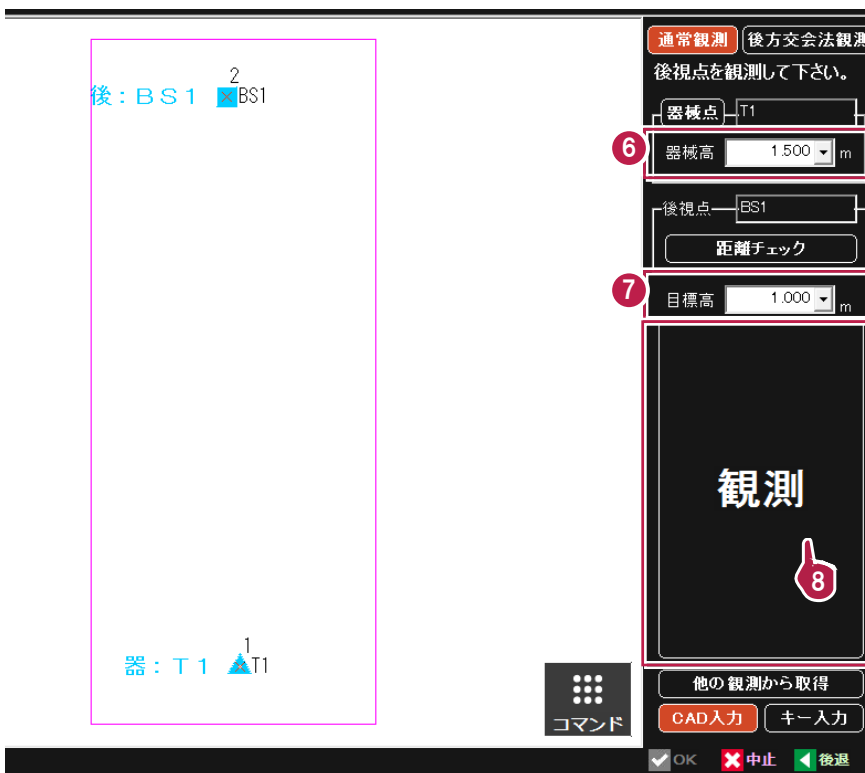 2
後：ＢＳ１ BS1
1
器：Ｔ１ T1
コマンド
通常観測 後方交会法観測
後視点を観測して下さい。
器械点 T1
6 器械高 1.500 m
後視点 BS1
距離チェック
7 目標高 1.000 m
観測
8
他の観測から取得
CAD入力 キー入力
OK 中止 後退